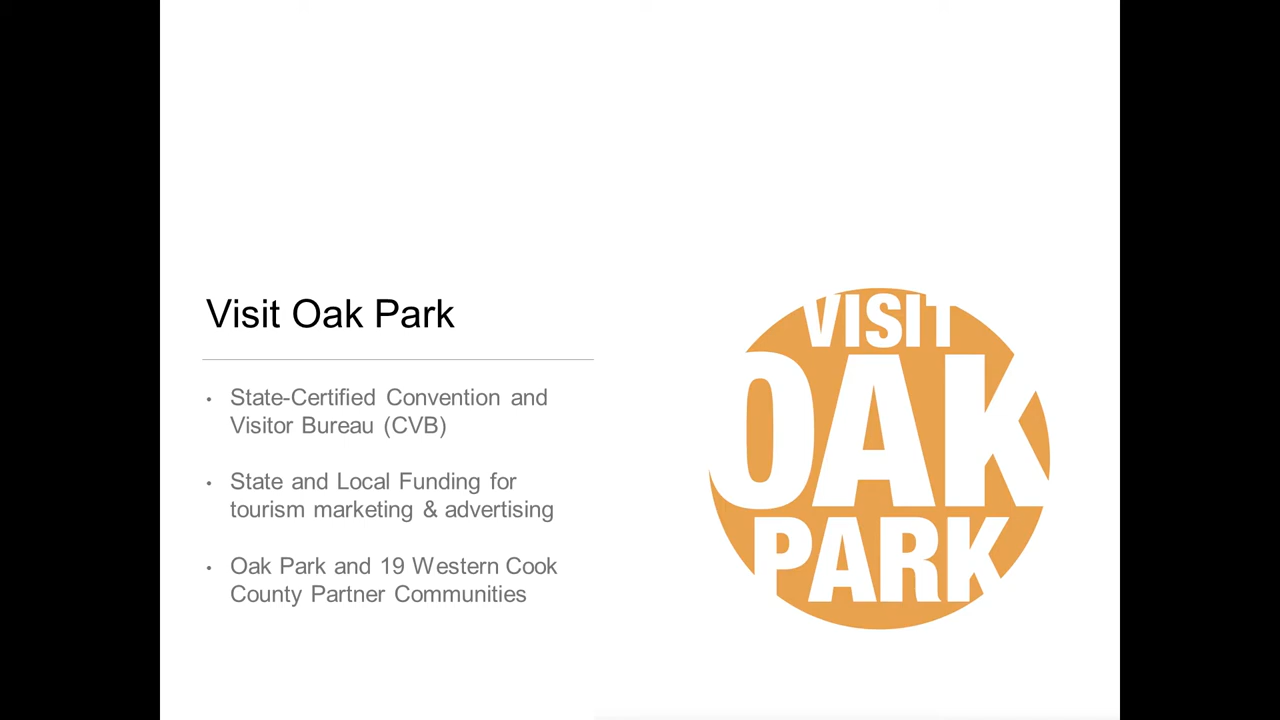 Visit Oak Park
• State-Certified Convention and
Visitor Bureau (CVB)
• State and Local Funding for
tourism marketing & advertising
• Oak Park and 19 Western Cook
County Partner Communities
VISIT
OAK
PARK